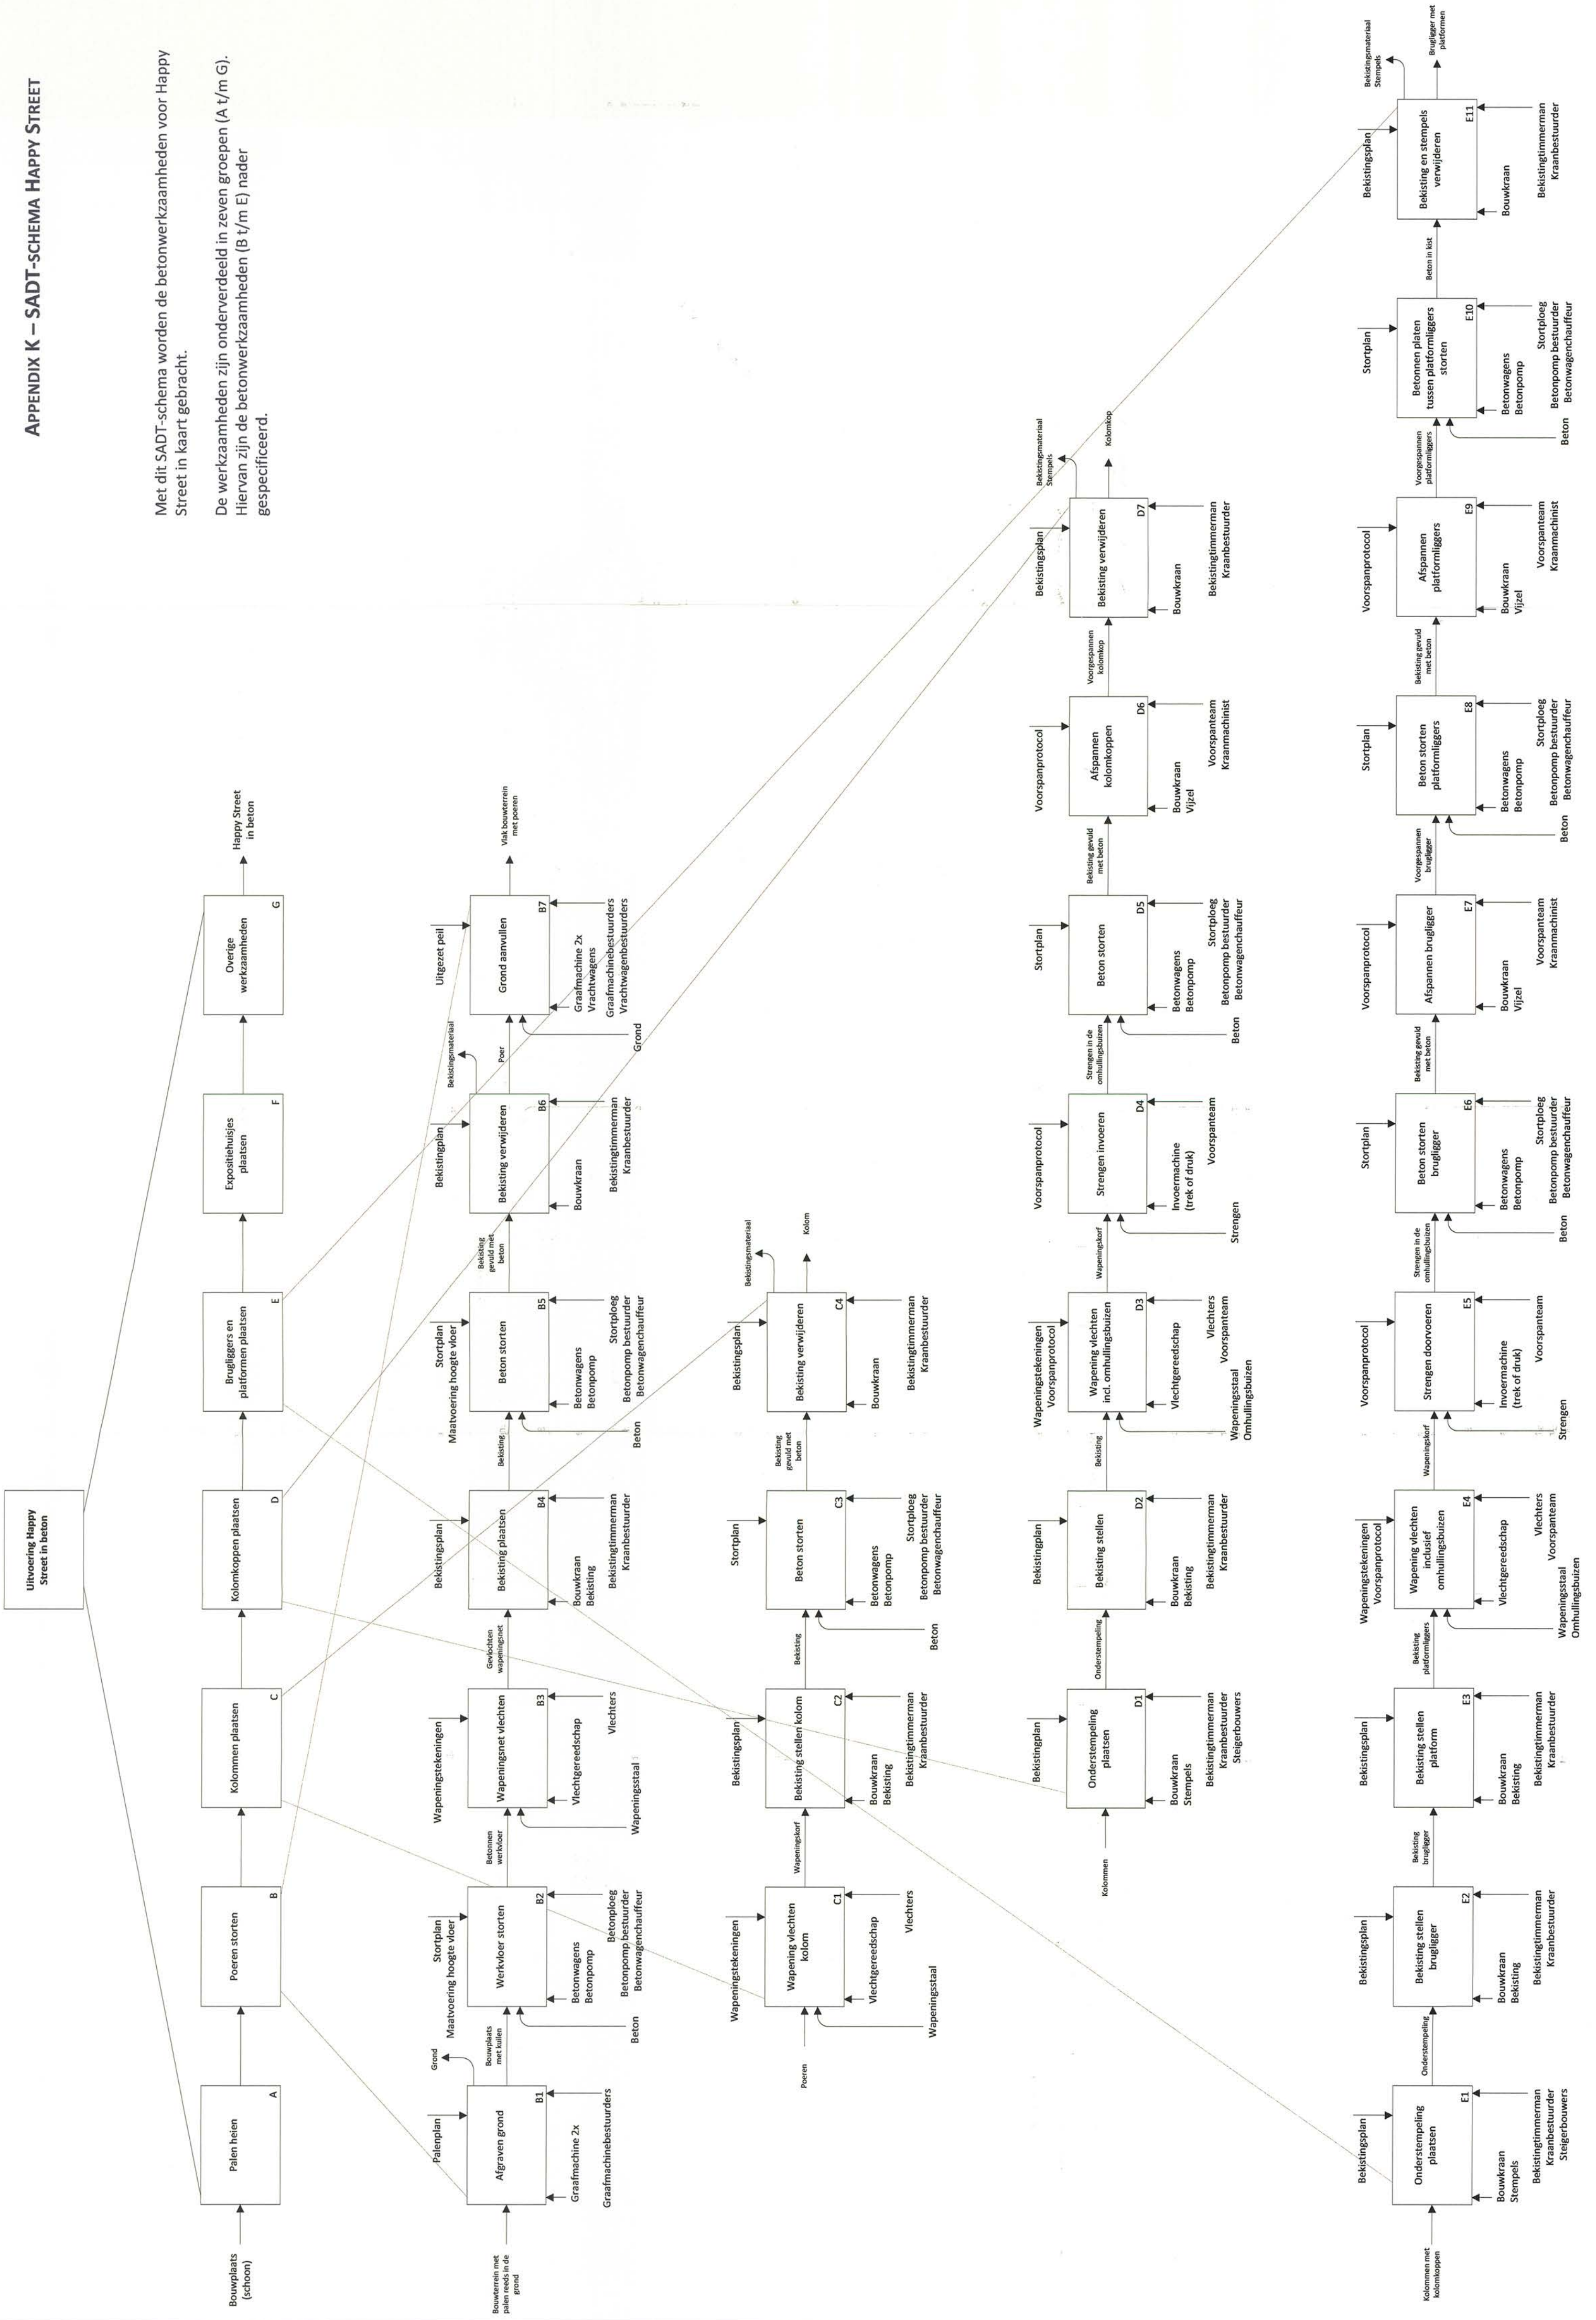 APPENDIX K – SADT-SCHEMA HAPPY STREET
Met dit SADT-schema worden de betonwerkzaamheden voor Happy
Street in kaart gebracht.
De werkzaamheden zijn onderverdeeld in zeven groepen (A t/m G).
Hiervan zijn de betonwerkzaamheden (B t/m E) nader
gespecificeerd.
Uitvoering Happy
Street in beton
Bouwplaats
(schoon)
Palen heien
A
Poeren storten
B
Kolommen plaatsen
C
Kolomkoppen plaatsen
D
Brugliggers en
platformen plaatsen
E
Expositiehuisjes
plaatsen
F
Overige
werkzaamheden
G
Happy Street
in beton
Bouwterrein met
palen reeds in de
grond
Palenplan
Afgraven grond
B1
Graafmachine 2x
Graafmachinebestuurders
Grond
Bouwplaats
met kuilen
Stortplan
Maatvoering hoogte vloer
Werkvloer storten
B2
Betonwagens
Betonpomp
Betonploeg
Betonpomp bestuurder
Betonwagenchauffeur
Beton
Betonnen
werkvloer
Wapeningstekeningen
Wapeningsnet vlechten
B3
Vlechtgereedschap
Vlechters
Wapeningsstaal
Gevlochten
wapeningsnet
Bekistingsplan
Bekisting plaatsen
B4
Bouwkraan
Bekisting
Bekistingtimmerman
Kraanbestuurder
Bekisting
Stortplan
Maatvoering hoogte vloer
Beton storten
B5
Betonwagens
Betonpomp
Stortploeg
Betonpomp bestuurder
Betonwagenchauffeur
Beton
Bekisting
gevuld met
beton
Bekistingplan
Bekisting verwijderen
B6
Bouwkraan
Bekistingtimmerman
Kraanbestuurder
Bekistingsmateriaal
Poer
Uitgezet peil
Grond aanvullen
B7
Graafmachine 2x
Vrachtwagens
Graafmachinebestuurders
Vrachtwagenbestuurders
Grond
Vlak bouwterrein
met poeren
Poeren
Wapeningstekeningen
Wapening vlechten
kolom
C1
Vlechtgereedschap
Vlechters
Wapeningsstaal
Wapeningskorf
Bekistingsplan
Bekisting stellen kolom
C2
Bouwkraan
Bekisting
Bekistingtimmerman
Kraanbestuurder
Bekisting
Stortplan
Beton storten
C3
Betonwagens
Betonpomp
Stortploeg
Betonpomp bestuurder
Betonwagenchauffeur
Beton
Bekisting
gevuld met
beton
Bekistingsplan
Bekisting verwijderen
C4
Bouwkraan
Bekistingtimmerman
Kraanbestuurder
Bekistingsmateriaal
Kolom
Kolommen
Bekistingplan
Onderstempeling
plaatsen
D1
Bouwkraan
Stempels
Bekistingtimmerman
Kraanbestuurder
Steigerbouwers
Onderstempeling
Bekistingplan
Bekisting stellen
D2
Bouwkraan
Bekisting
Bekistingtimmerman
Kraanbestuurder
Bekisting
Wapeningstekeningen
Voorspanprotocol
Wapening vlechten
incl. omhullingsbuizen
D3
Vlechtgereedschap
Vlechters
Voorspanteam
Wapeningsstaal
Omhullingsbuizen
Wapeningskorf
Voorspanprotocol
Strengen invoeren
D4
Invoermachine
(trek of druk)
Voorspanteam
Strengen
Strengen in de
omhullingsbuizen
Stortplan
Beton storten
D5
Betonwagens
Betonpomp
Stortploeg
Betonpomp bestuurder
Betonwagenchauffeur
Beton
Bekisting gevuld
met beton
Voorspanprotocol
Afspannen
kolomkoppen
D6
Bouwkraan
Vijzel
Voorspanteam
Kraanmachinist
Voorgespannen
kolomkop
Bekistingsplan
Bekisting verwijderen
D7
Bouwkraan
Bekistingtimmerman
Kraanbestuurder
Bekistingsmateriaal
Stempels
Kolomkop
Kolommen met
kolomkoppen
Bekistingsplan
Onderstempeling
plaatsen
E1
Bouwkraan
Stempels
Bekistingtimmerman
Kraanbestuurder
Steigerbouwers
Onderstempeling
Bekistingsplan
Bekisting stellen
brugligger
E2
Bouwkraan
Bekisting
Bekistingtimmerman
Kraanbestuurder
Bekisting
brugligger
Bekistingsplan
Bekisting stellen
platform
E3
Bouwkraan
Bekisting
Bekistingtimmerman
Kraanbestuurder
Bekisting
platformliggers
Wapeningstekeningen
Voorspanprotocol
Wapening vlechten
inclusief
omhullingsbuizen
E4
Vlechtgereedschap
Vlechters
Voorspanteam
Wapeningsstaal
Omhullingsbuizen
Wapeningskorf
Voorspanprotocol
Strengen doorvoeren
E5
Invoermachine
(trek of druk)
Voorspanteam
Strengen
Strengen in de
omhullingsbuizen
Stortplan
Beton storten
brugligger
E6
Betonwagens
Betonpomp
Stortploeg
Betonpomp bestuurder
Betonwagenchauffeur
Beton
Bekisting gevuld
met beton
Voorspanprotocol
Afspannen brugligger
E7
Bouwkraan
Vijzel
Voorspanteam
Kraanmachinist
Voorgespannen
brugligger
Stortplan
Beton storten
platformliggers
E8
Betonwagens
Betonpomp
Stortploeg
Betonpomp bestuurder
Betonwagenchauffeur
Beton
Bekisting gevuld
met beton
Voorspanprotocol
Afspannen
platformliggers
E9
Bouwkraan
Vijzel
Voorspanteam
Kraanmachinist
Voorgespannen
platformliggers
Stortplan
Betonnen platen
tussen platformliggers
storten
E10
Betonwagens
Betonpomp
Stortploeg
Betonpomp bestuurder
Betonwagenchauffeur
Beton
Beton in kist
Bekistingsplan
Bekisting en stempels
verwijderen
E11
Bouwkraan
Bekistingtimmerman
Kraanbestuurder
Bekistingsmateriaal
Stempels
Brugligger met
platformen